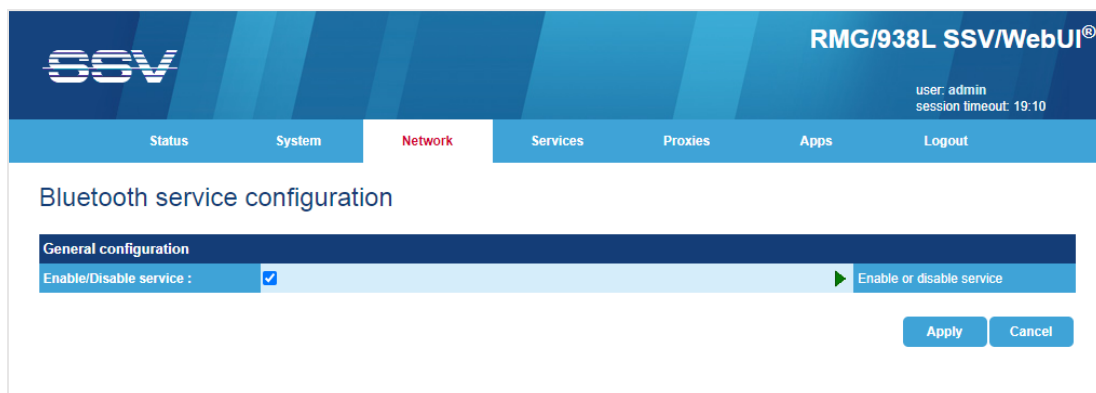 SSV
RMG/938L SSV/WebUI®
user: admin
session timeout: 19:10
Status System Network Services Proxies Apps Logout
Bluetooth service configuration
General configuration
Enable/Disable service : Enable or disable service
Apply Cancel